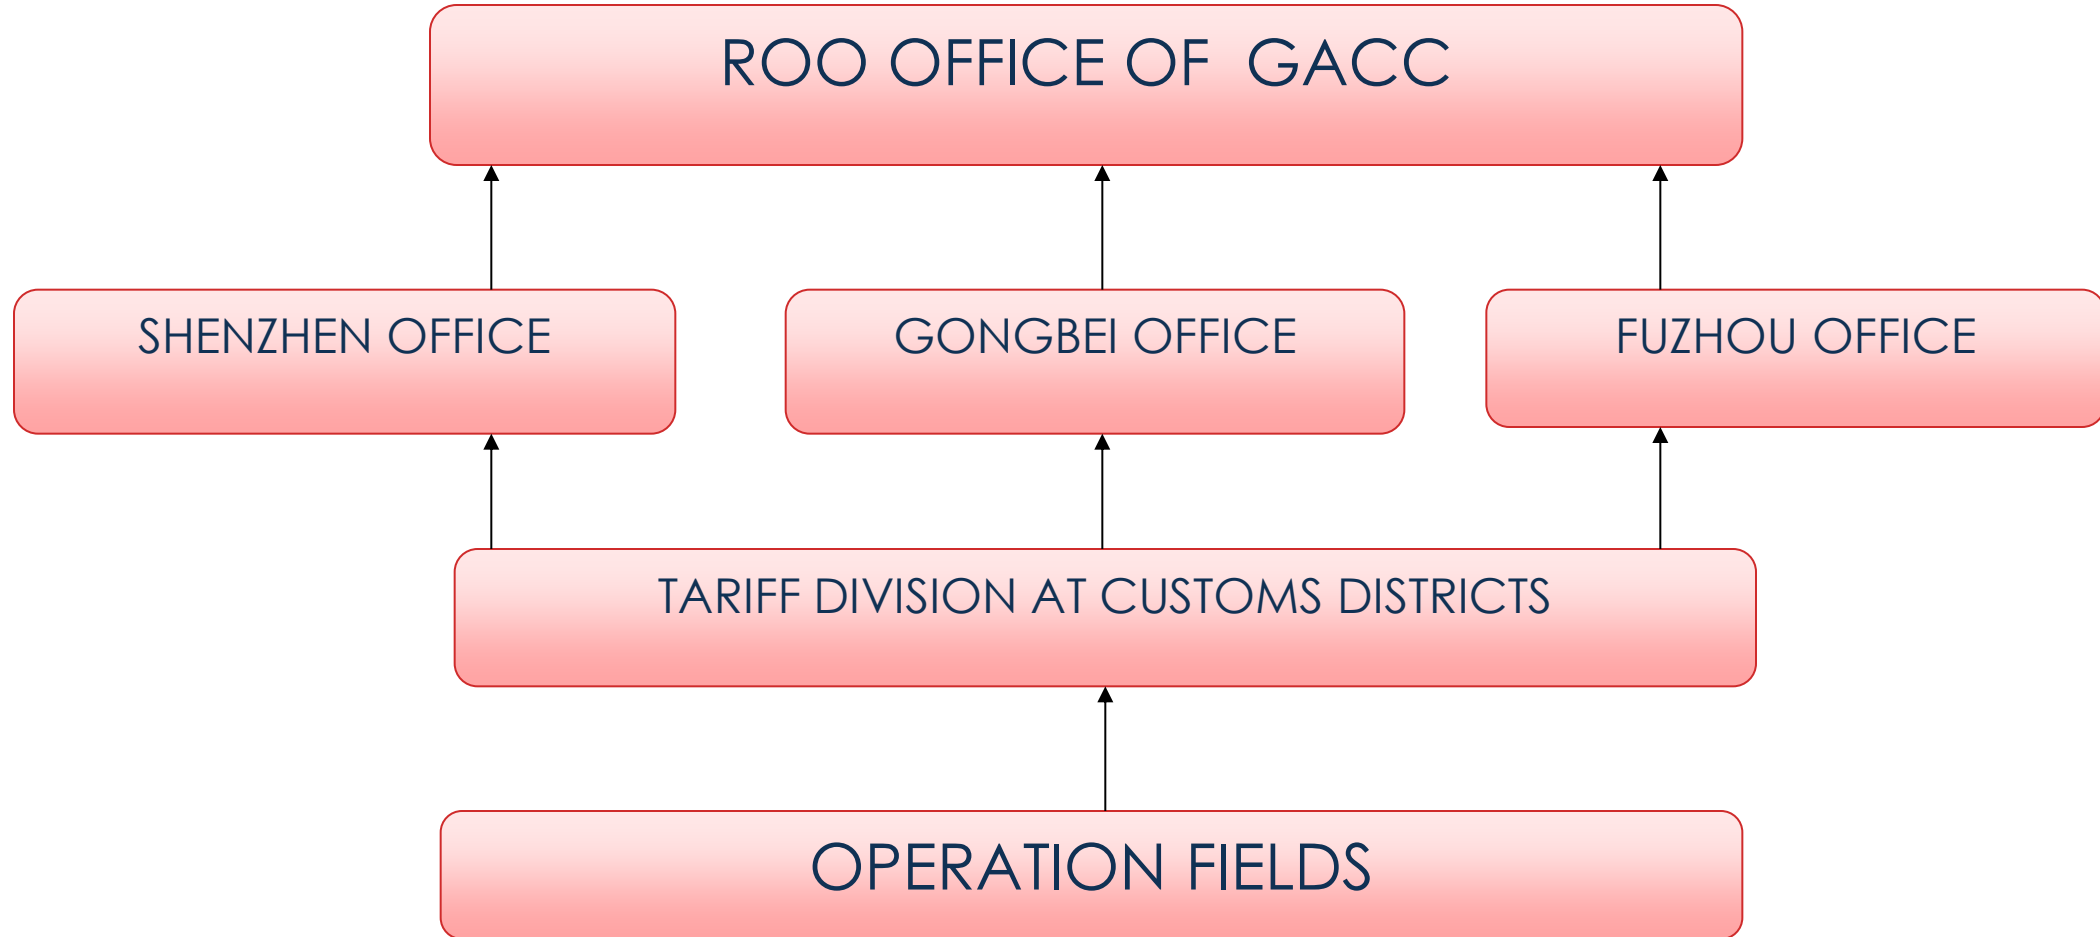 ROO OFFICE OF  GACC
SHENZHEN OFFICE
GONGBEI OFFICE
FUZHOU OFFICE
TARIFF DIVISION AT CUSTOMS DISTRICTS
OPERATION FIELDS